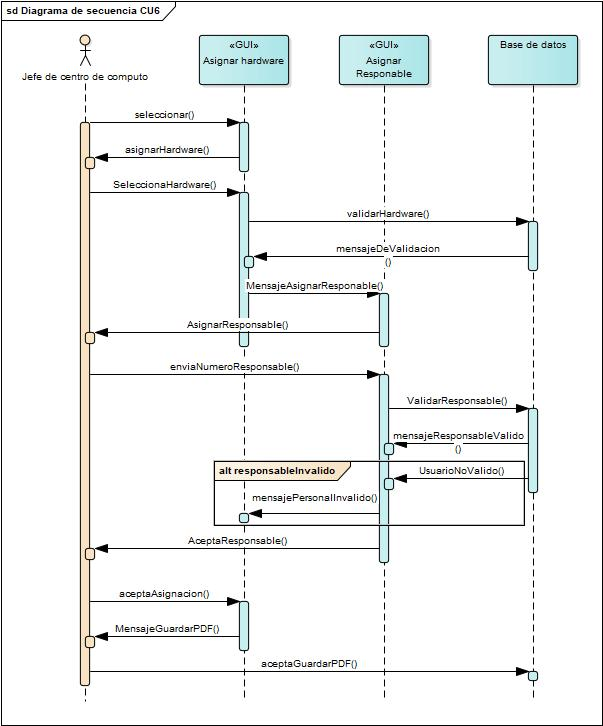 sd Diagrama de secuencia CU6
Jefe de centro de computo
«GUI»
Asignar hardware
«GUI»
Asignar
Responable
Base de datos
seleccionar()
asignarHardware()
SeleccionaHardware()
validarHardware()
mensajeDeValidacion
()
MensajeAsignarResponable()
AsignarResponsable()
enviaNumeroResponsable()
ValidarResponsable()
mensajeResponsableValido
()
alt responsableInvalido
UsuarioNoValido()
mensajePersonalInvalido()
AceptaResponsable()
aceptaAsignacion()
MensajeGuardarPDF()
aceptaGuardarPDF()